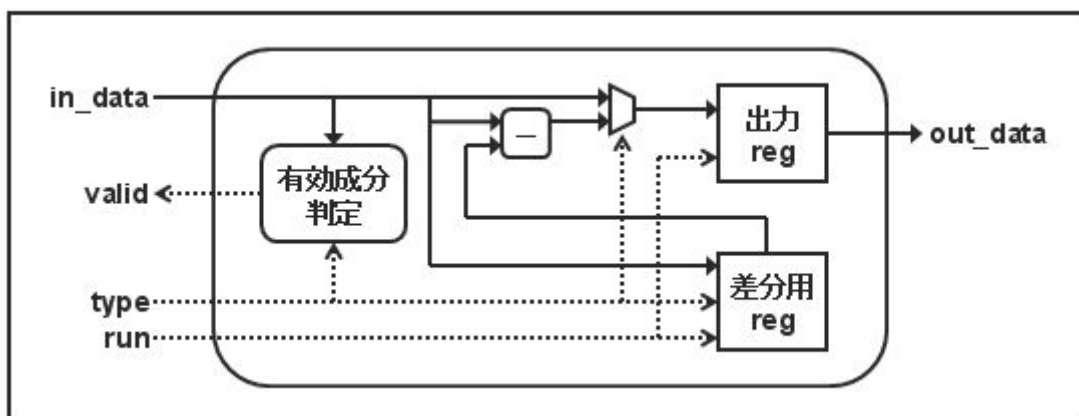 in_data
valid
type
run
有効成分
判定
−
出力
reg
out_data
差分用
reg